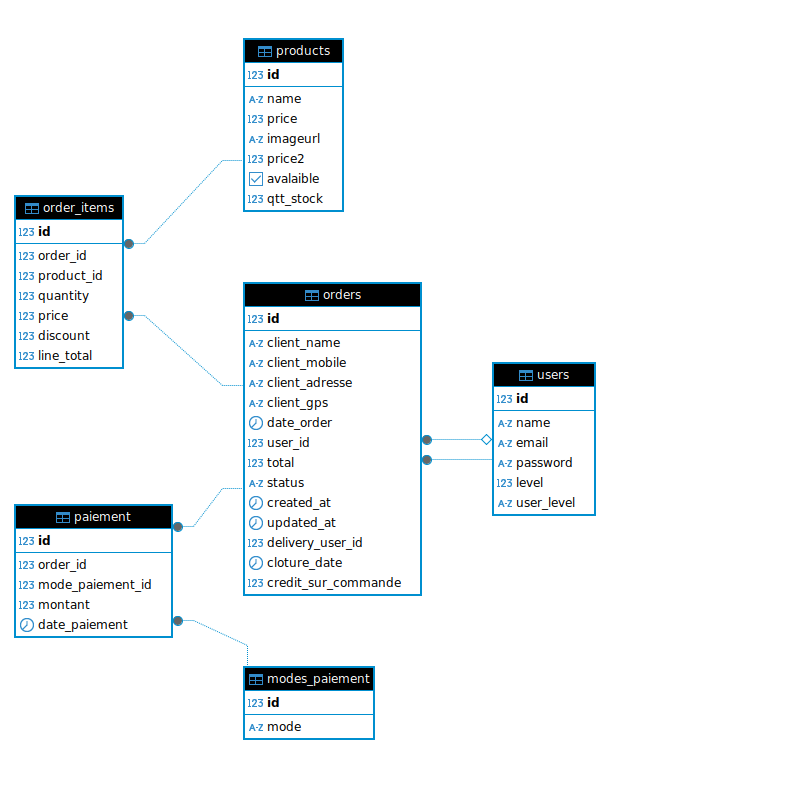 products
123 id
A-Z name
123 price
A-Z imageurl
123 price2
avalaible
123 qtt_stock
order_items
123 id
123 order_id
123 product_id
123 quantity
123 price
123 discount
123 line_total
orders
123 id
A-Z client_name
A-Z client_mobile
A-Z client_adresse
A-Z client_gps
date_order
123 user_id
123 total
A-Z status
created_at
updated_at
123 delivery_user_id
cloture_date
123 credit_sur_commande
users
123 id
A-Z name
A-Z email
A-Z password
123 level
A-Z user_level
paiement
123 id
123 order_id
123 mode_paiement_id
123 montant
date_paiement
modes_paiement
123 id
A-Z mode